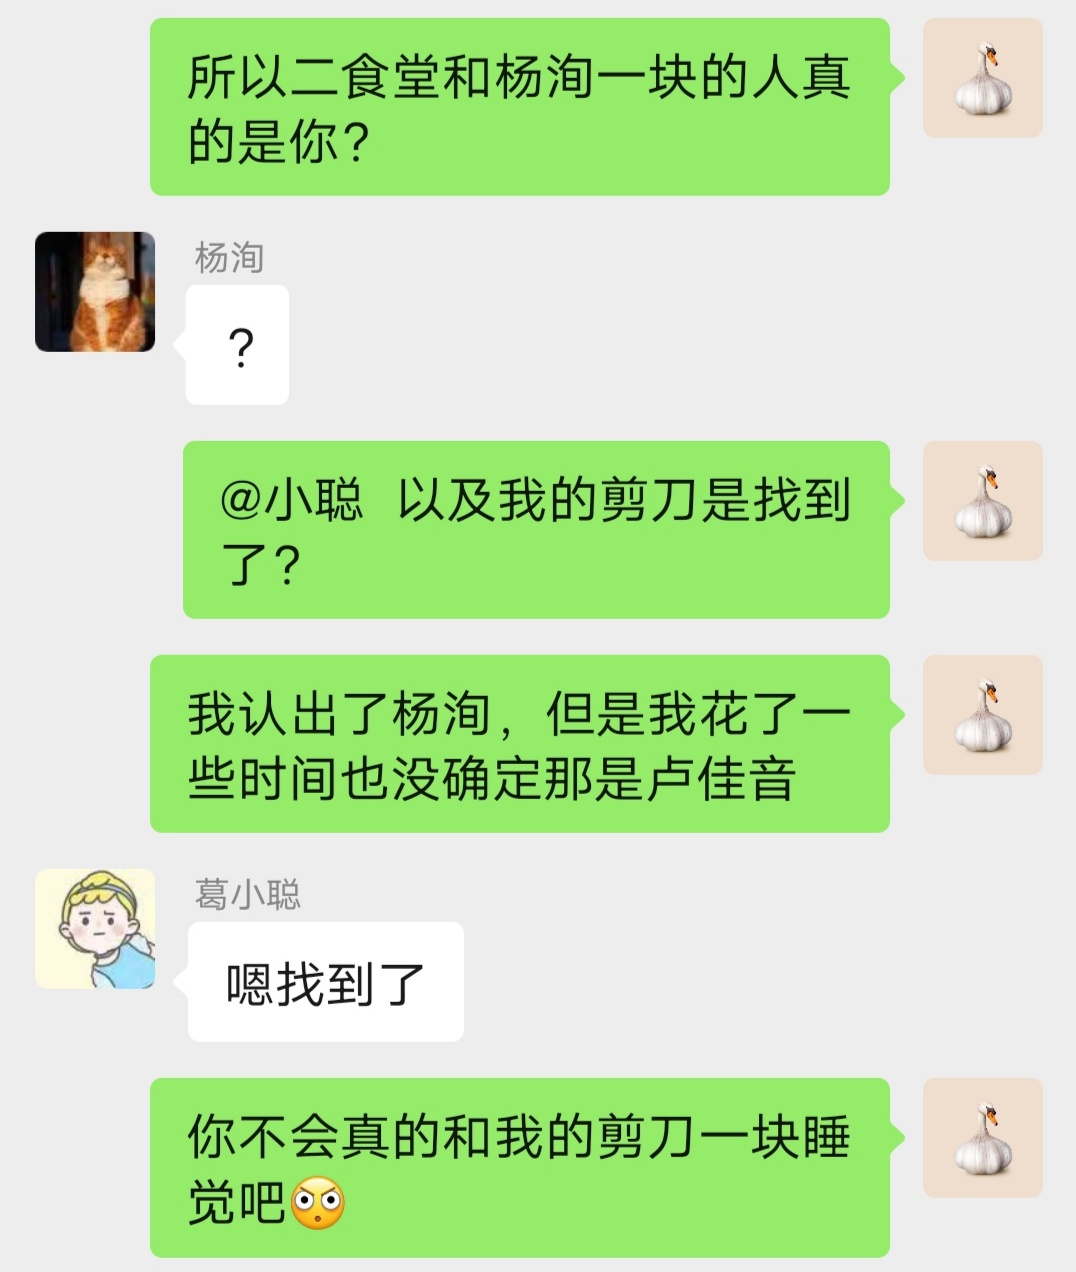 所以二食堂和杨洵一块的人真
的是你？
杨洵
？
@小聪 以及我的剪刀是找到
了？
我认出了杨洵，但是我花了一
些时间也没确定那是卢佳音
葛小聪
嗯找到了
你不会真的和我的剪刀一块睡
觉吧